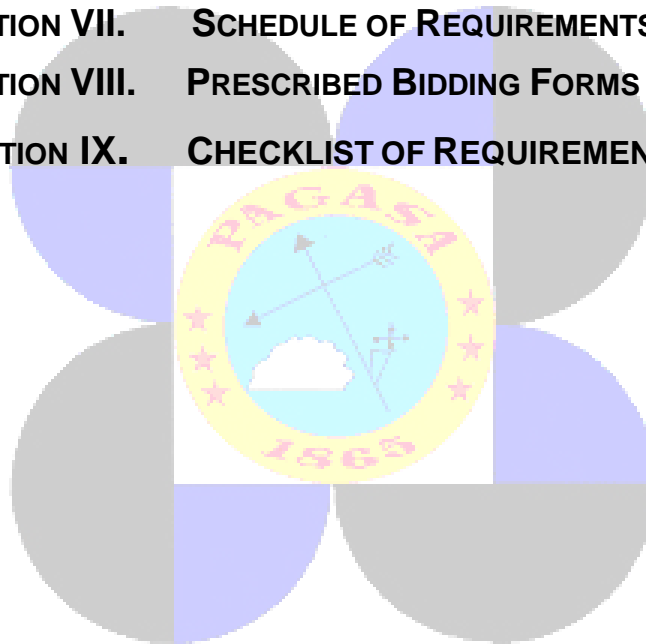 TION VII. SCHEDULE OF REQUIREMENTS
TION VIII. PRESCRIBED BIDDING FORMS
TION IX. CHECKLIST OF REQUIREMEN
PAGASA
1865